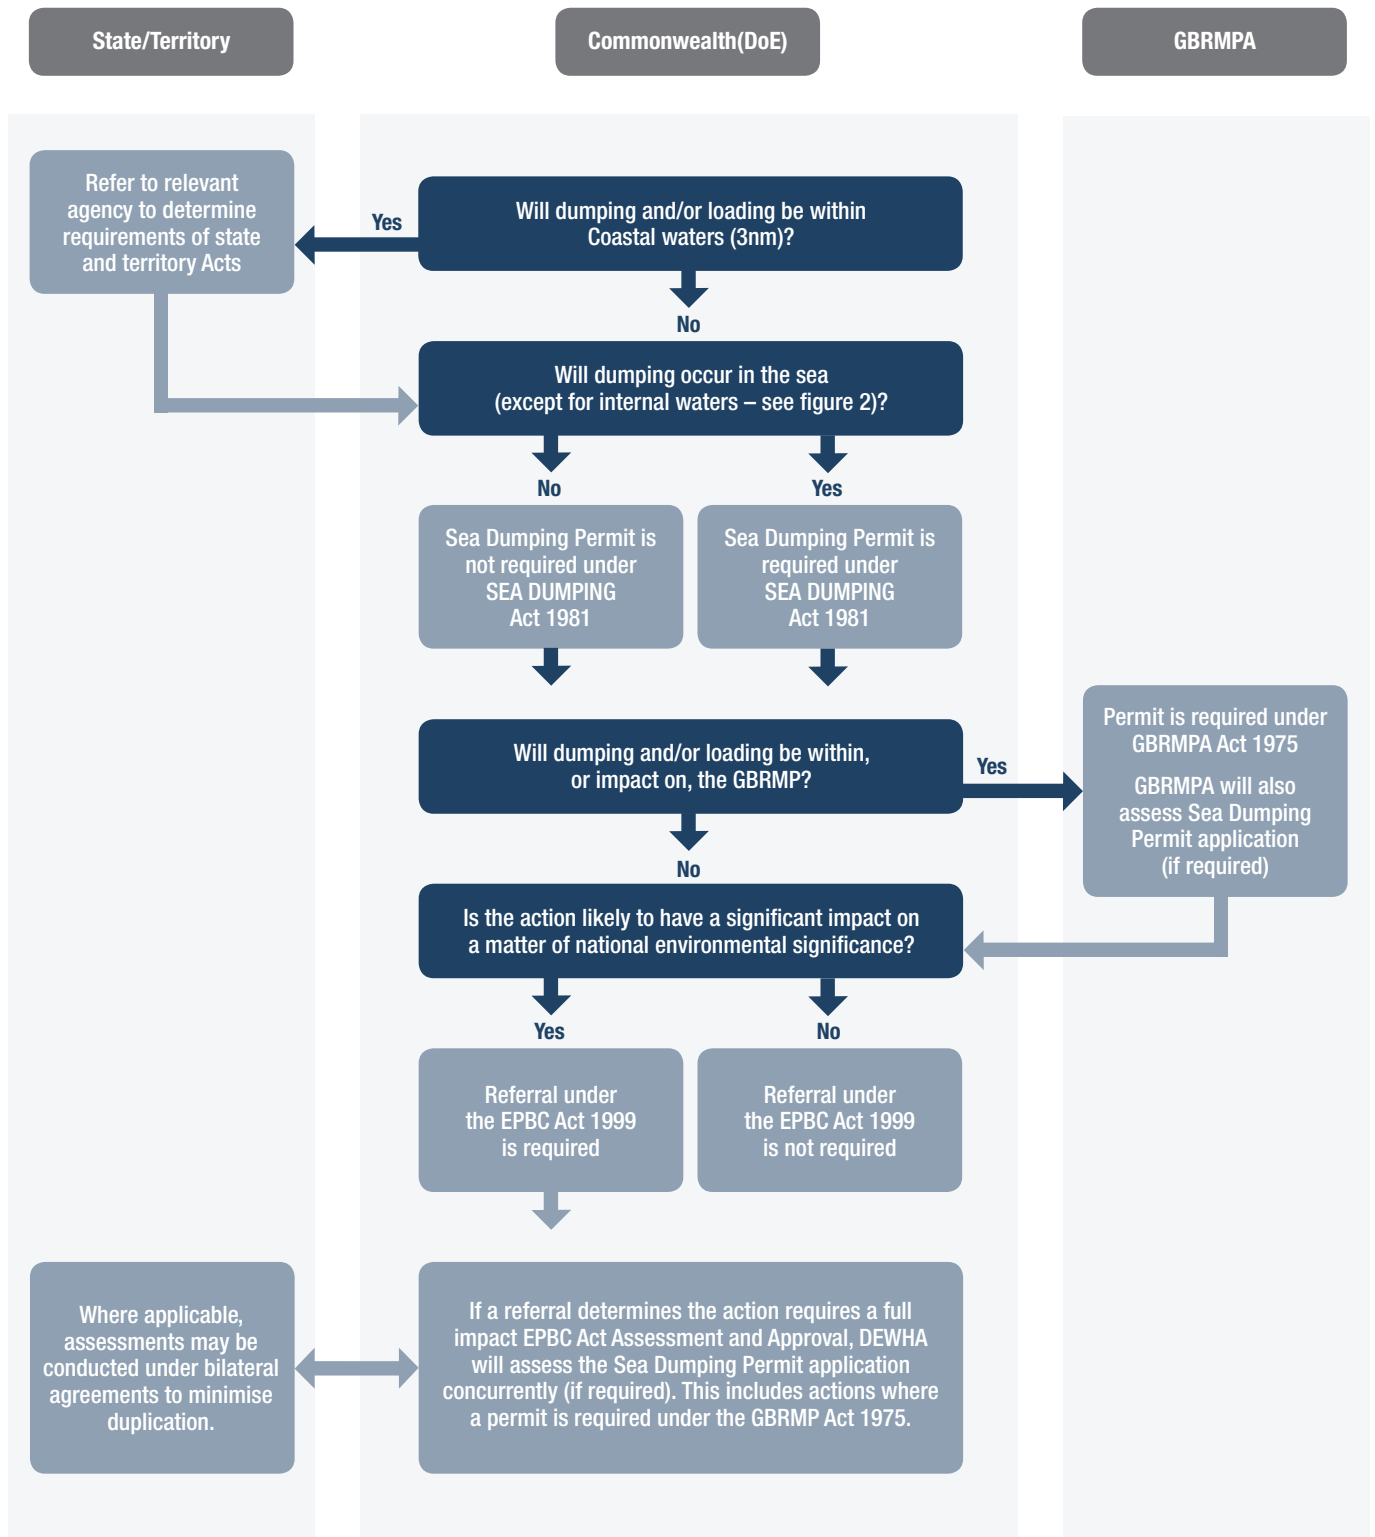 State/Territory
Commonwealth(DoE)
GBRMPA
Refer to relevant
agency to determine
requirements of state
and territory Acts
Yes
Will dumping and/or loading be within
Coastal waters (3nm)?
No
Will dumping occur in the sea
(except for internal waters – see figure 2)?
No
Yes
Sea Dumping Permit is
not required under
SEA DUMPING
Act 1981
Sea Dumping Permit is
required under
SEA DUMPING
Act 1981
Will dumping and/or loading be within,
or impact on, the GBRMP?
Yes
Permit is required under
GBRMPA Act 1975
GBRMPA will also
assess Sea Dumping
Permit application
(if required)
No
Is the action likely to have a significant impact on
a matter of national environmental significance?
Yes
No
Referral under
the EPBC Act 1999
is required
Referral under
the EPBC Act 1999
is not required
Where applicable,
assessments may be
conducted under bilateral
agreements to minimise
duplication.
If a referral determines the action requires a full
impact EPBC Act Assessment and Approval, DEWHA
will assess the Sea Dumping Permit application
concurrently (if required). This includes actions where
a permit is required under the GBRMP Act 1975.